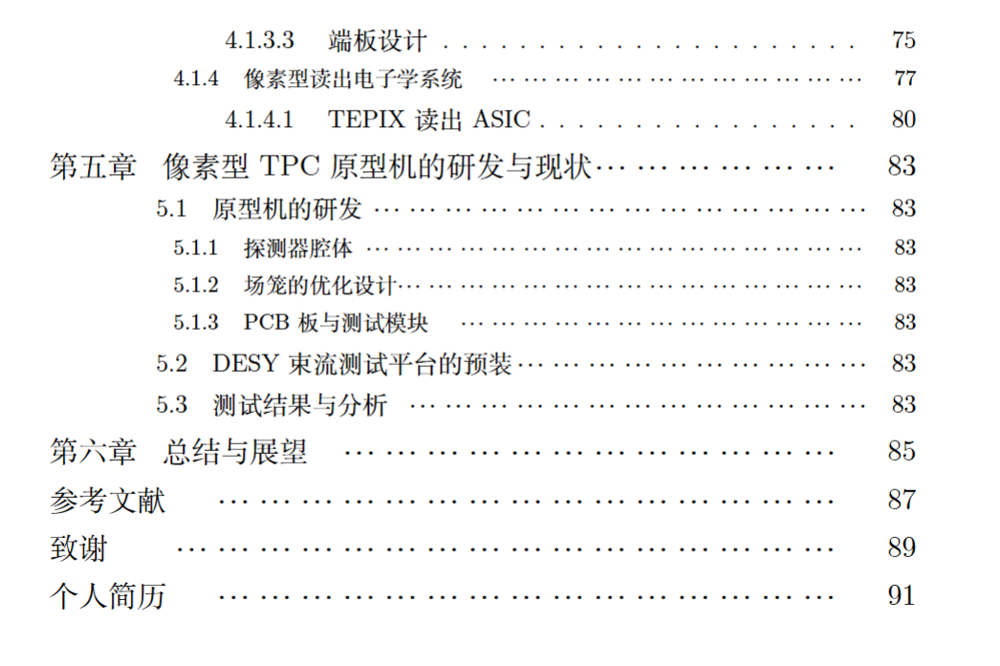 4.1.3.3 端板设计 . . . . . . . . . . . . . . . . . . . . . . 75
4.1.4 像素型读出电子学系统 ··· ··· ··· ··· ··· ··· ··· ··· ··· ··· ··· ··· 77
4.1.4.1 TEPIX 读出 ASIC . . . . . . . . . . . . . . . . . 80
第五章 像素型 TPC 原型机的研发与现状 ··· ··· ··· ··· ··· ··· 83
5.1 原型机的研发 ··· ··· ··· ··· ··· ··· ··· ··· ··· ··· ··· ··· ··· ··· 83
5.1.1 探测器腔体 ··· ··· ··· ··· ··· ··· ··· ··· ··· ··· ··· ··· ··· ··· ··· ··· 83
5.1.2 场笼的优化设计 ··· ··· ··· ··· ··· ··· ··· ··· ··· ··· ··· ··· ··· ··· ··· 83
5.1.3 PCB 板与测试模块 ··· ··· ··· ··· ··· ··· ··· ··· ··· ··· ··· ··· ··· 83
5.2 DESY 束流测试平台的预装 ··· ··· ··· ··· ··· ··· ··· ··· ··· ··· 83
5.3 测试结果与分析 ··· ··· ··· ··· ··· ··· ··· ··· ··· ··· ··· ··· ··· 83
第六章 总结与展望 ··· ··· ··· ··· ··· ··· ··· ··· ··· ··· ··· ··· 85
参考文献 ··· ··· ··· ··· ··· ··· ··· ··· ··· ··· ··· ··· ··· ··· ··· 87
致谢 ··· ··· ··· ··· ··· ··· ··· ··· ··· ··· ··· ··· ··· ··· ··· ··· 89
个人简历 ··· ··· ··· ··· ··· ··· ··· ··· ··· ··· ··· ··· ··· ··· ··· 91